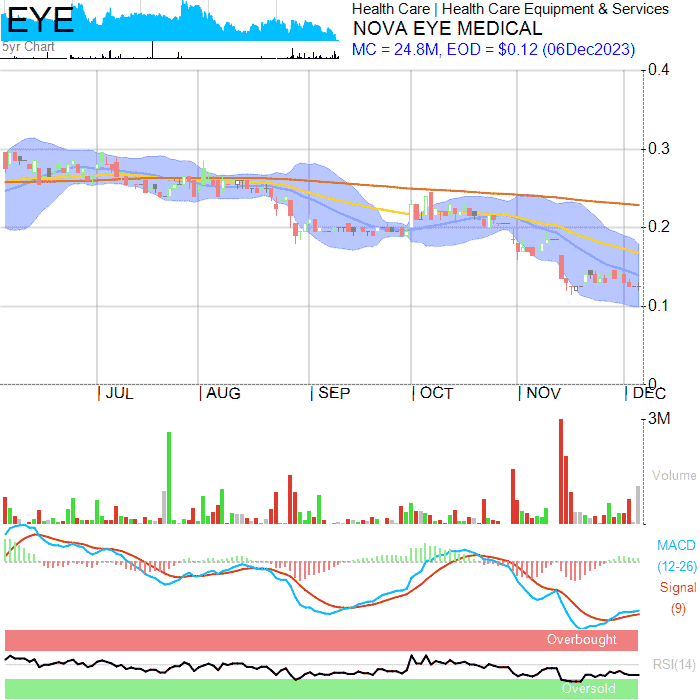 EYE
5yr Chart
Health Care | Health Care Equipment & Services
NOVA EYE MEDICAL
MC = 24.8M, EOD = $0.12 (06Dec2023)
0.4
0.3
0.2
0.1
0
JUL AUG SEP OCT NOV DEC
3M
Volume
MACD
(12-26)
Signal
(9)
Overbought
RSI(14)
Oversold